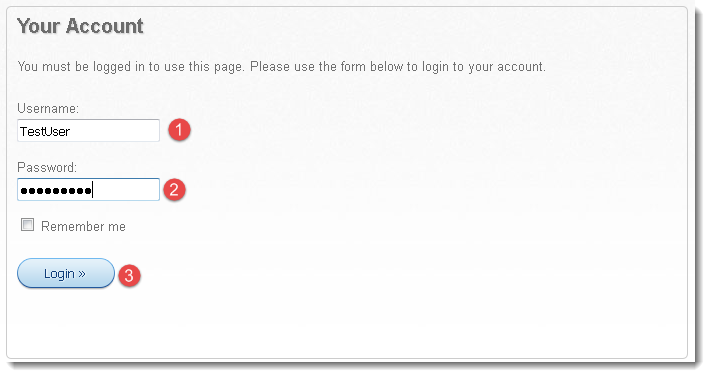 Your Account
You must be logged in to use this page. Please use the form below to login to your account.
Username:
TestUser 1
Password:
●●●●●●●●● 2
Remember me
Login » 3